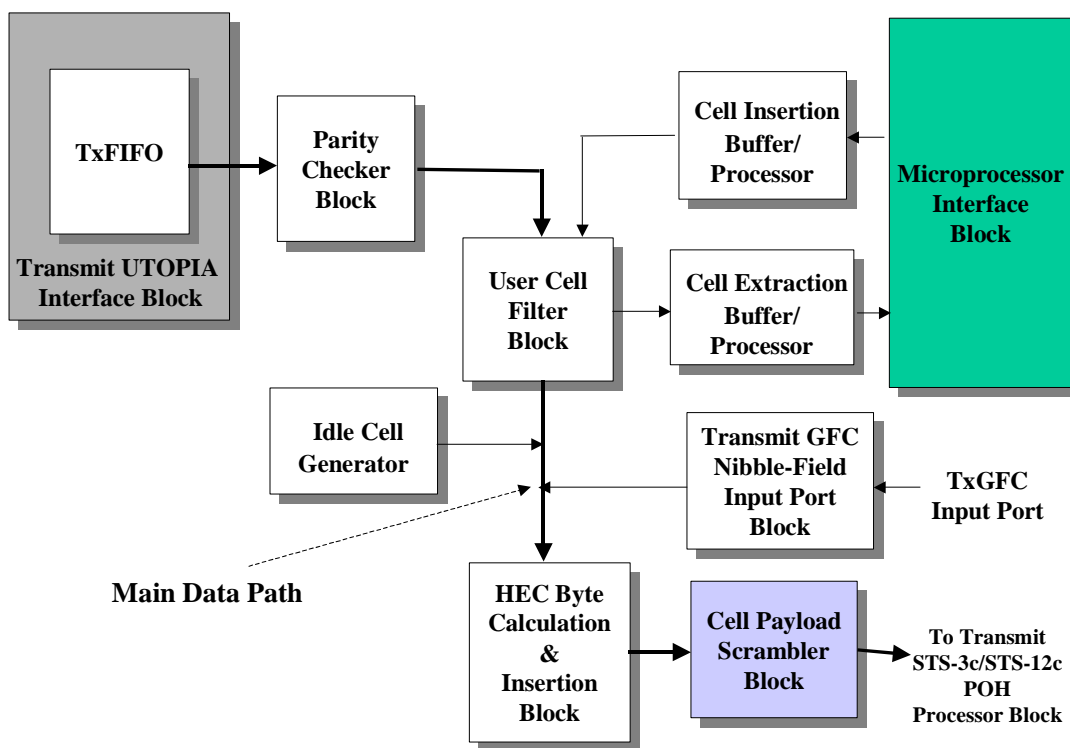 TxFIFO
Transmit UTOPIA
Interface Block
Parity
Checker
Block
Cell Insertion
Buffer/
Processor
Microprocessor
Interface
Block
User Cell
Filter
Block
Cell Extraction
Buffer/
Processor
Idle Cell
Generator
Transmit GFC
Nibble-Field
Input Port
Block
TxGFC
Input Port
Main Data Path
HEC Byte
Calculation
&
Insertion
Block
Cell Payload
Scrambler
Block
To Transmit
STS-3c/STS-12c
POH
Processor Block